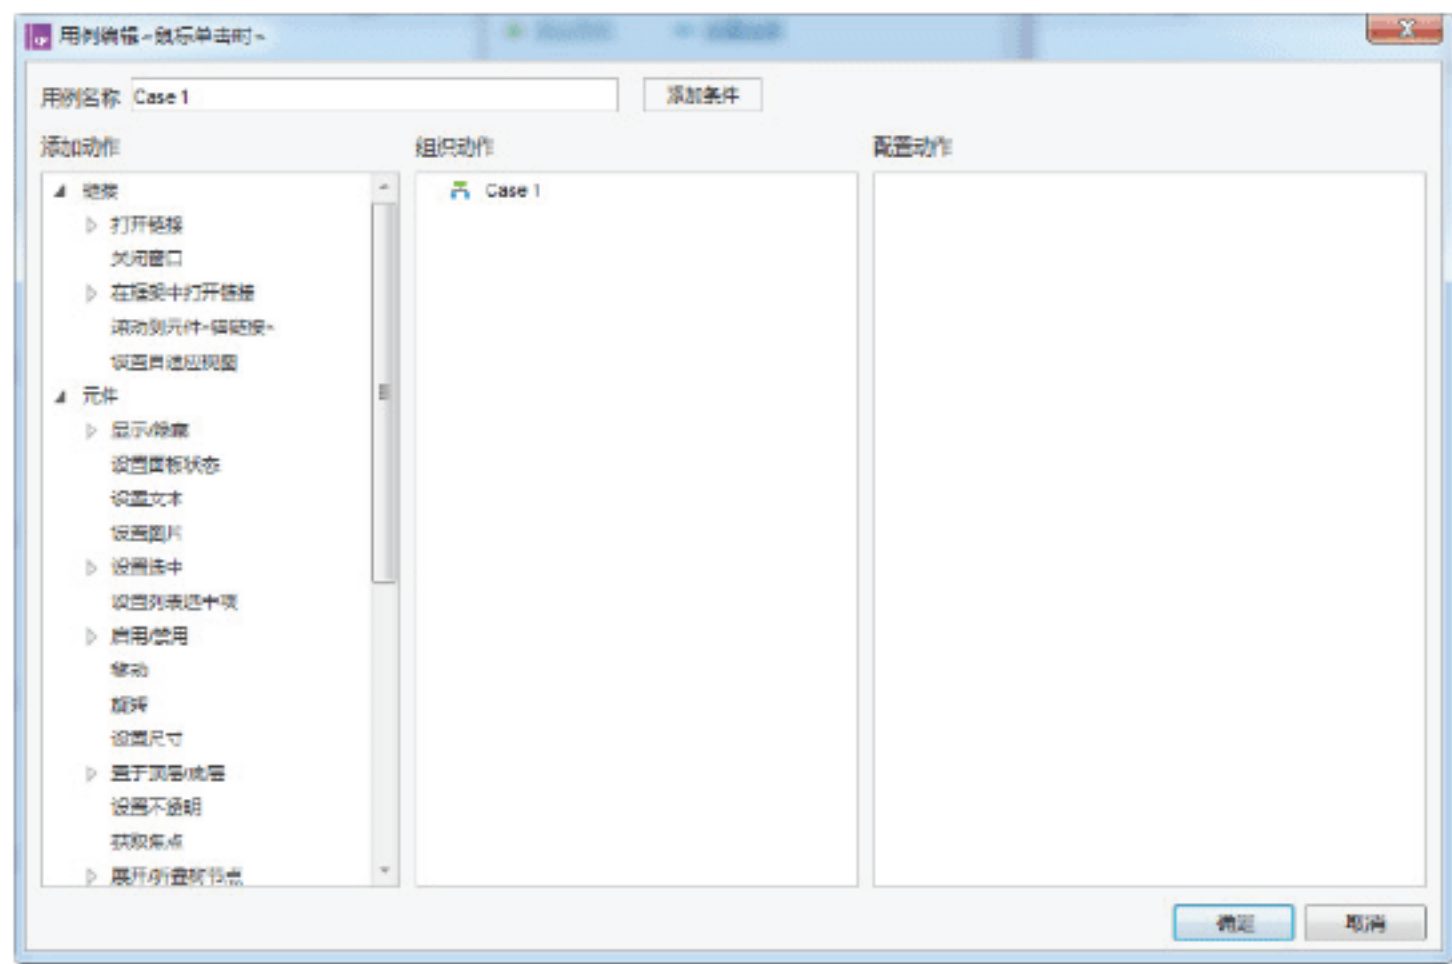 用例编辑-鼠标单击时-
用例名称 Case 1 添加条件
添加动作 组织动作 配置动作
链接
打开链接
关闭窗口
在框架中打开链接
滚动到元件-锚链接-
设置自适应视图
元件
显示/隐藏
设置面板状态
设置文本
设置图片
设置选中
设置列表选中项
启用/禁用
移动
旋转
设置尺寸
置于顶层/底层
设置不透明
获取焦点
展开/折叠树节点
Case 1
确定 取消